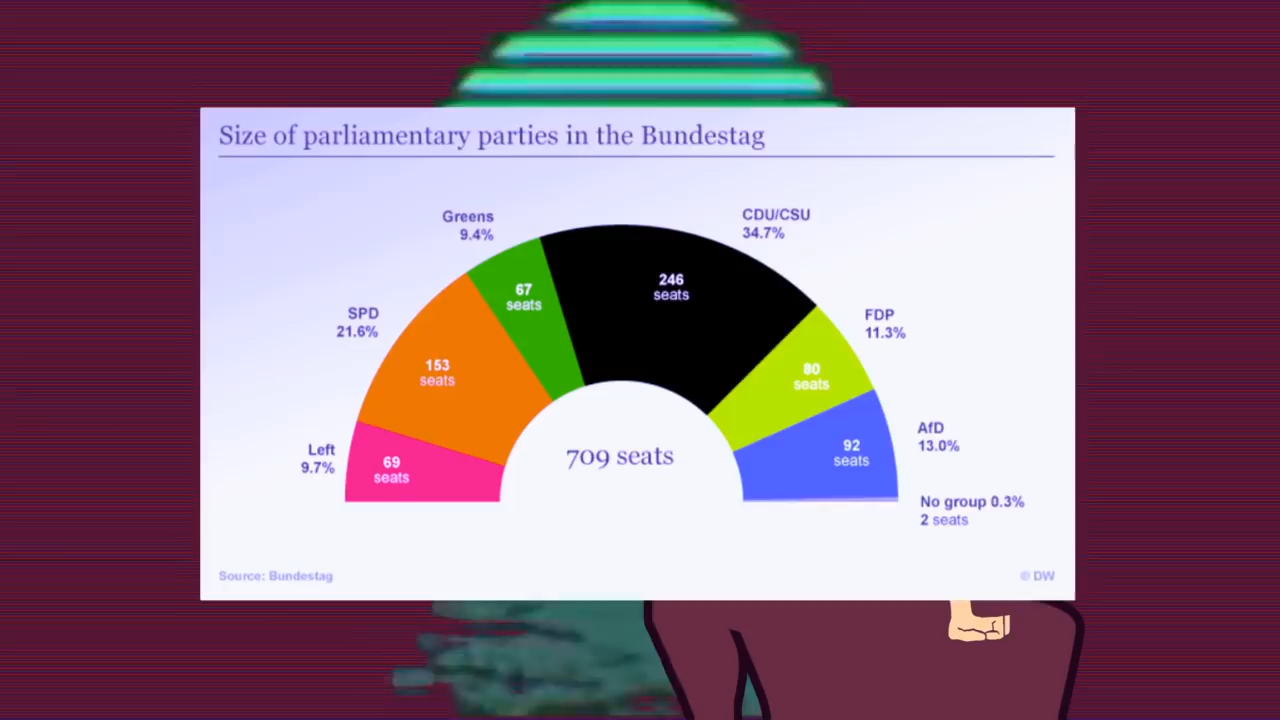 Size of parliamentary parties in the Bundestag
Greens
9.4%
CDU/CSU
34.7%
67
seats
246
seats
SPD
21.6%
FDP
11.3%
153
seats
80
seats
Left
9.7%
69
seats
709 seats
92
seats
AfD
13.0%
No group 0.3%
2 seats
Source: Bundestag
© DW